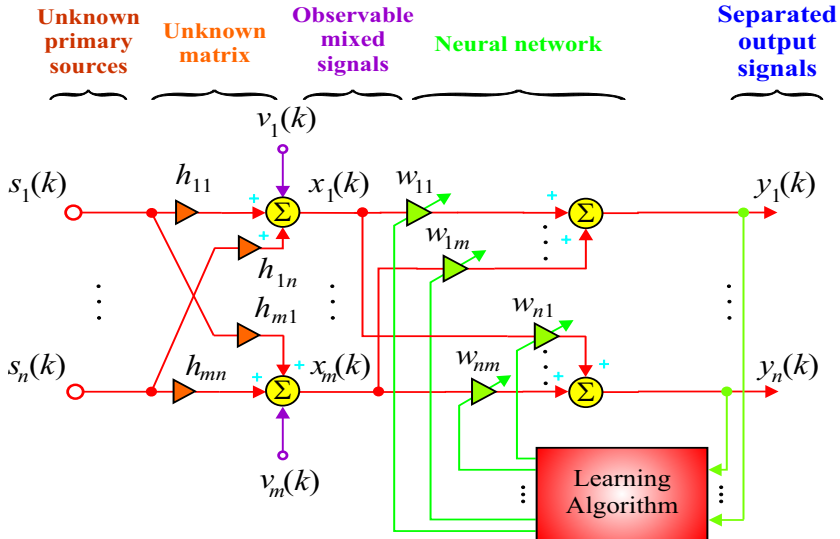 Unknown
primary
sources
Unknown
matrix
Observable
mixed
signals
Neural network
Separated
output
signals
v₁(k)
s₁(k)
h₁₁
+
Σ
x₁(k)
w₁₁
+
Σ
y₁(k)
+
h₁ₙ
w₁ₘ
+
⋮
⋮
⋮
⋮
hₘ₁
wₙ₁
sₙ(k)
hₘₙ
+
+
Σ
xₘ(k)
wₙₘ
⋮
+
+
Σ
yₙ(k)
vₘ(k)
⋮
Learning
Algorithm
⋮